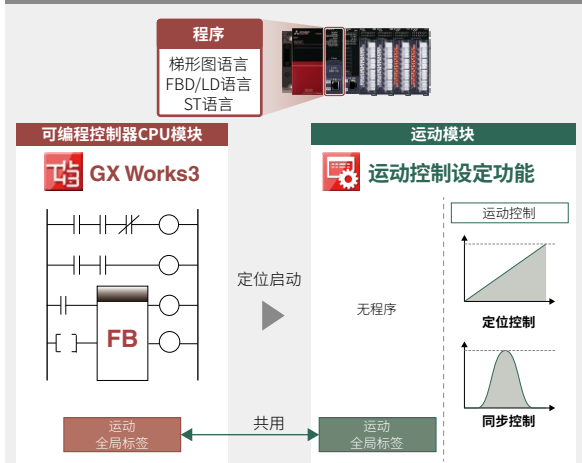 程序
梯形图语言
FBD/LD语言
ST语言
可编程控制器CPU模块
GX Works3
FB
运动
全局标签
定位启动
共用
运动模块
运动控制设定功能
无程序
运动控制
定位控制
同步控制
运动
全局标签